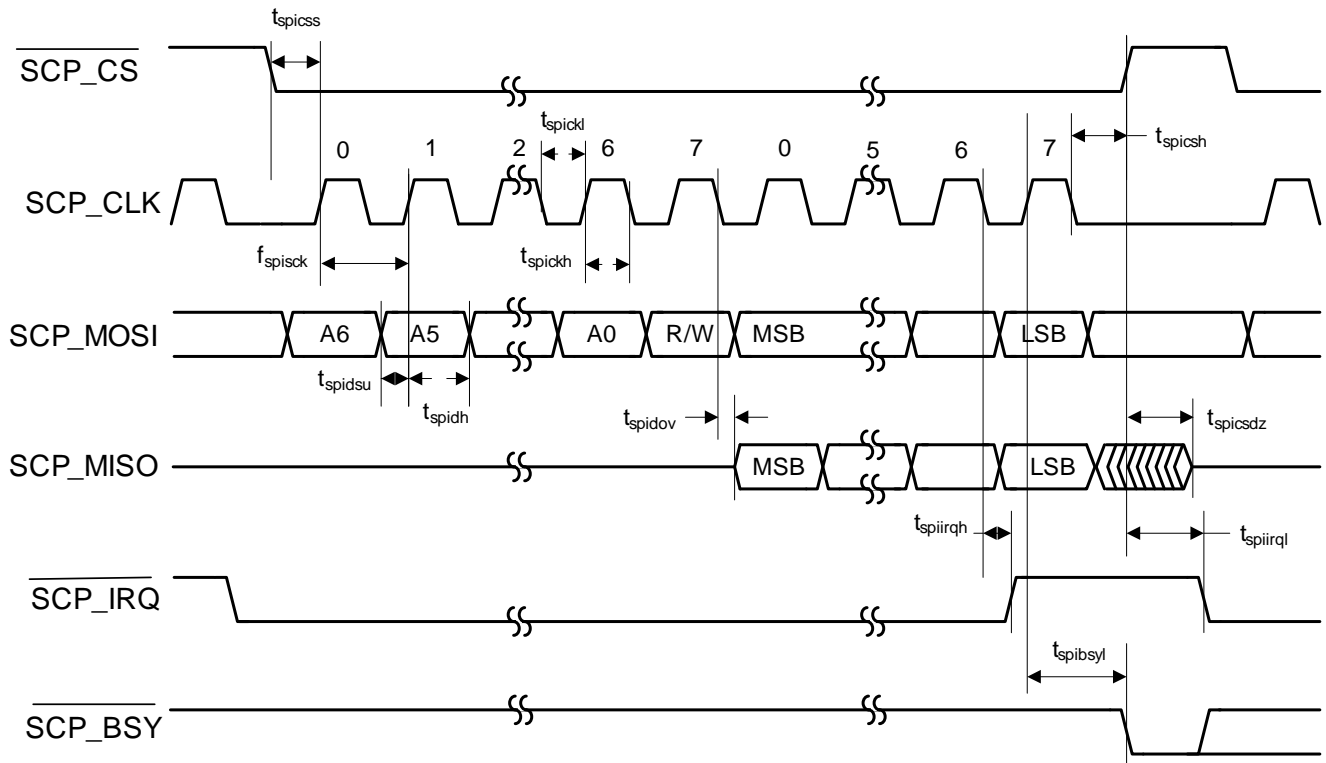 tspicss
SCP_CS
tspickl
tspicsh
0 1 2 6 7 0 5 6 7
SCP_CLK
fspisck
tspickh
SCP_MOSI
A6 A5 A0 R/W MSB LSB
tspidsu
tspidh
tspidov
tspicsdz
SCP_MISO
MSB LSB
tspiirqh
tspiirql
SCP_IRQ
tspibsyl
SCP_BSY